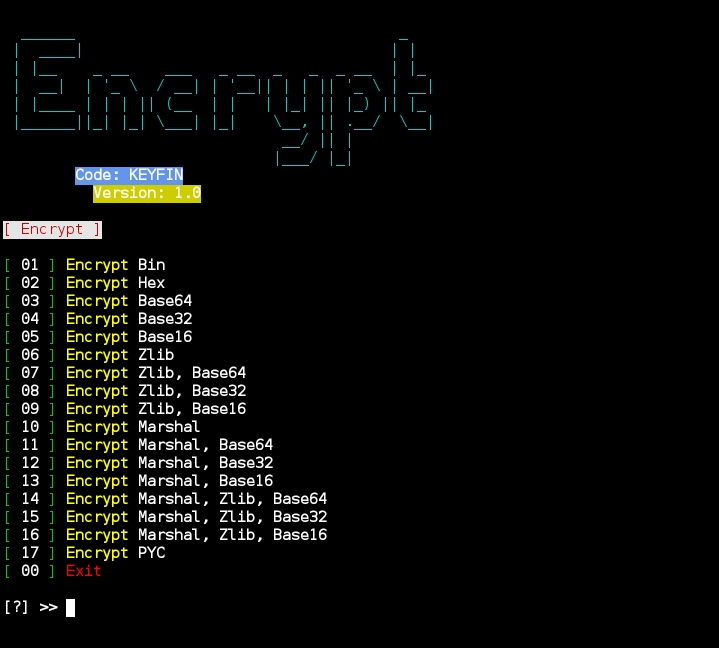 Encrypt
Code: KEYFIN
Version: 1.0
[ Encrypt ]
[ 01 ] Encrypt Bin
[ 02 ] Encrypt Hex
[ 03 ] Encrypt Base64
[ 04 ] Encrypt Base32
[ 05 ] Encrypt Base16
[ 06 ] Encrypt Zlib
[ 07 ] Encrypt Zlib, Base64
[ 08 ] Encrypt Zlib, Base32
[ 09 ] Encrypt Zlib, Base16
[ 10 ] Encrypt Marshal
[ 11 ] Encrypt Marshal, Base64
[ 12 ] Encrypt Marshal, Base32
[ 13 ] Encrypt Marshal, Base16
[ 14 ] Encrypt Marshal, Zlib, Base64
[ 15 ] Encrypt Marshal, Zlib, Base32
[ 16 ] Encrypt Marshal, Zlib, Base16
[ 17 ] Encrypt PYC
[ 00 ] Exit
[?] >>